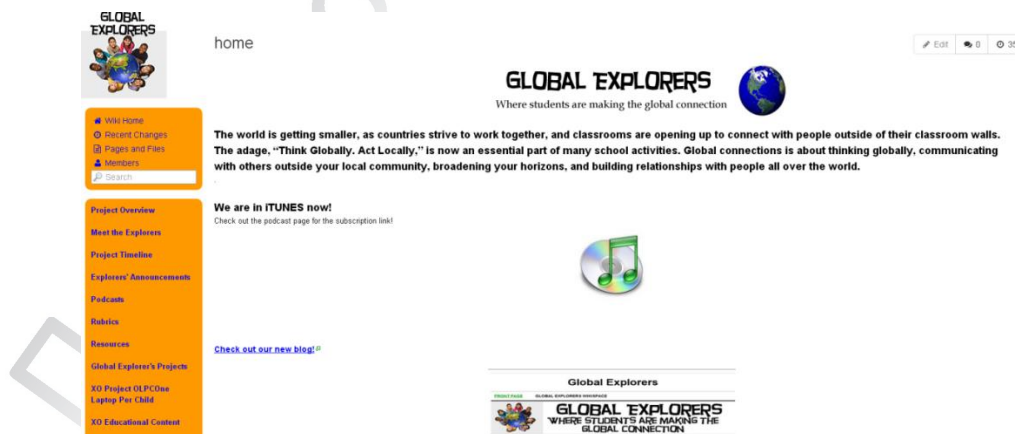 GLOBAL
EXPLORERS
home
Edit
0
35
GLOBAL EXPLORERS
Where students are making the global connection
Wiki Home
Recent Changes
Pages and Files
Members
Search
The world is getting smaller, as countries strive to work together, and classrooms are opening up to connect with people outside of their classroom walls.
The adage, “Think Globally. Act Locally,” is now an essential part of many school activities. Global connections is about thinking globally, communicating
with others outside your local community, broadening your horizons, and building relationships with people all over the world.
We are in iTUNES now!
Check out the podcast page for the subscription link!
Project Overview
Meet the Explorers
Project Timeline
Explorers' Announcements
Podcasts
Rubrics
Resources
Global Explorer's Projects
XO Project OLPCOne
Laptop Per Child
XO Educational Content
Check out our new blog!
Global Explorers
FRONT PAGE
GLOBAL EXPLORERS WIKISPACE
GLOBAL EXPLORERS
WHERE STUDENTS ARE MAKING THE
GLOBAL CONNECTION